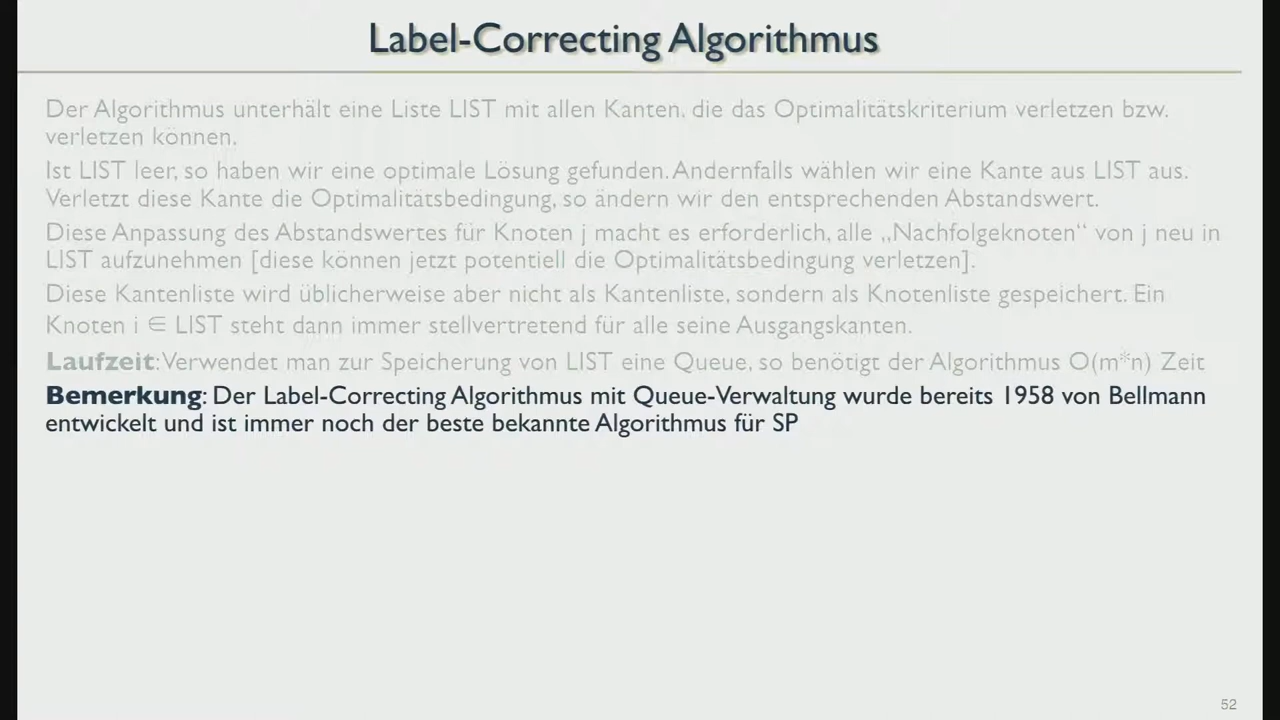 Label-Correcting Algorithmus
Der Algorithmus unterhält eine Liste LIST mit allen Kanten, die das Optimalitätskriterium verletzen bzw.
verletzen können.
Ist LIST leer, so haben wir eine optimale Lösung gefunden. Andernfalls wählen wir eine Kante aus LIST aus.
Verletzt diese Kante die Optimalitätsbedingung, so ändern wir den entsprechenden Abstandswert.
Diese Anpassung des Abstandswertes für Knoten j macht es erforderlich, alle „Nachfolgeknoten“ von j neu in
LIST aufzunehmen [diese können jetzt potentiell die Optimalitätsbedingung verletzen].
Diese Kantenliste wird üblicherweise aber nicht als Kantenliste, sondern als Knotenliste gespeichert. Ein
Knoten i ∈ LIST steht dann immer stellvertretend für alle seine Ausgangskanten.
Laufzeit: Verwendet man zur Speicherung von LIST eine Queue, so benötigt der Algorithmus O(m*n) Zeit
Bemerkung: Der Label-Correcting Algorithmus mit Queue-Verwaltung wurde bereits 1958 von Bellmann
entwickelt und ist immer noch der beste bekannte Algorithmus für SP
52